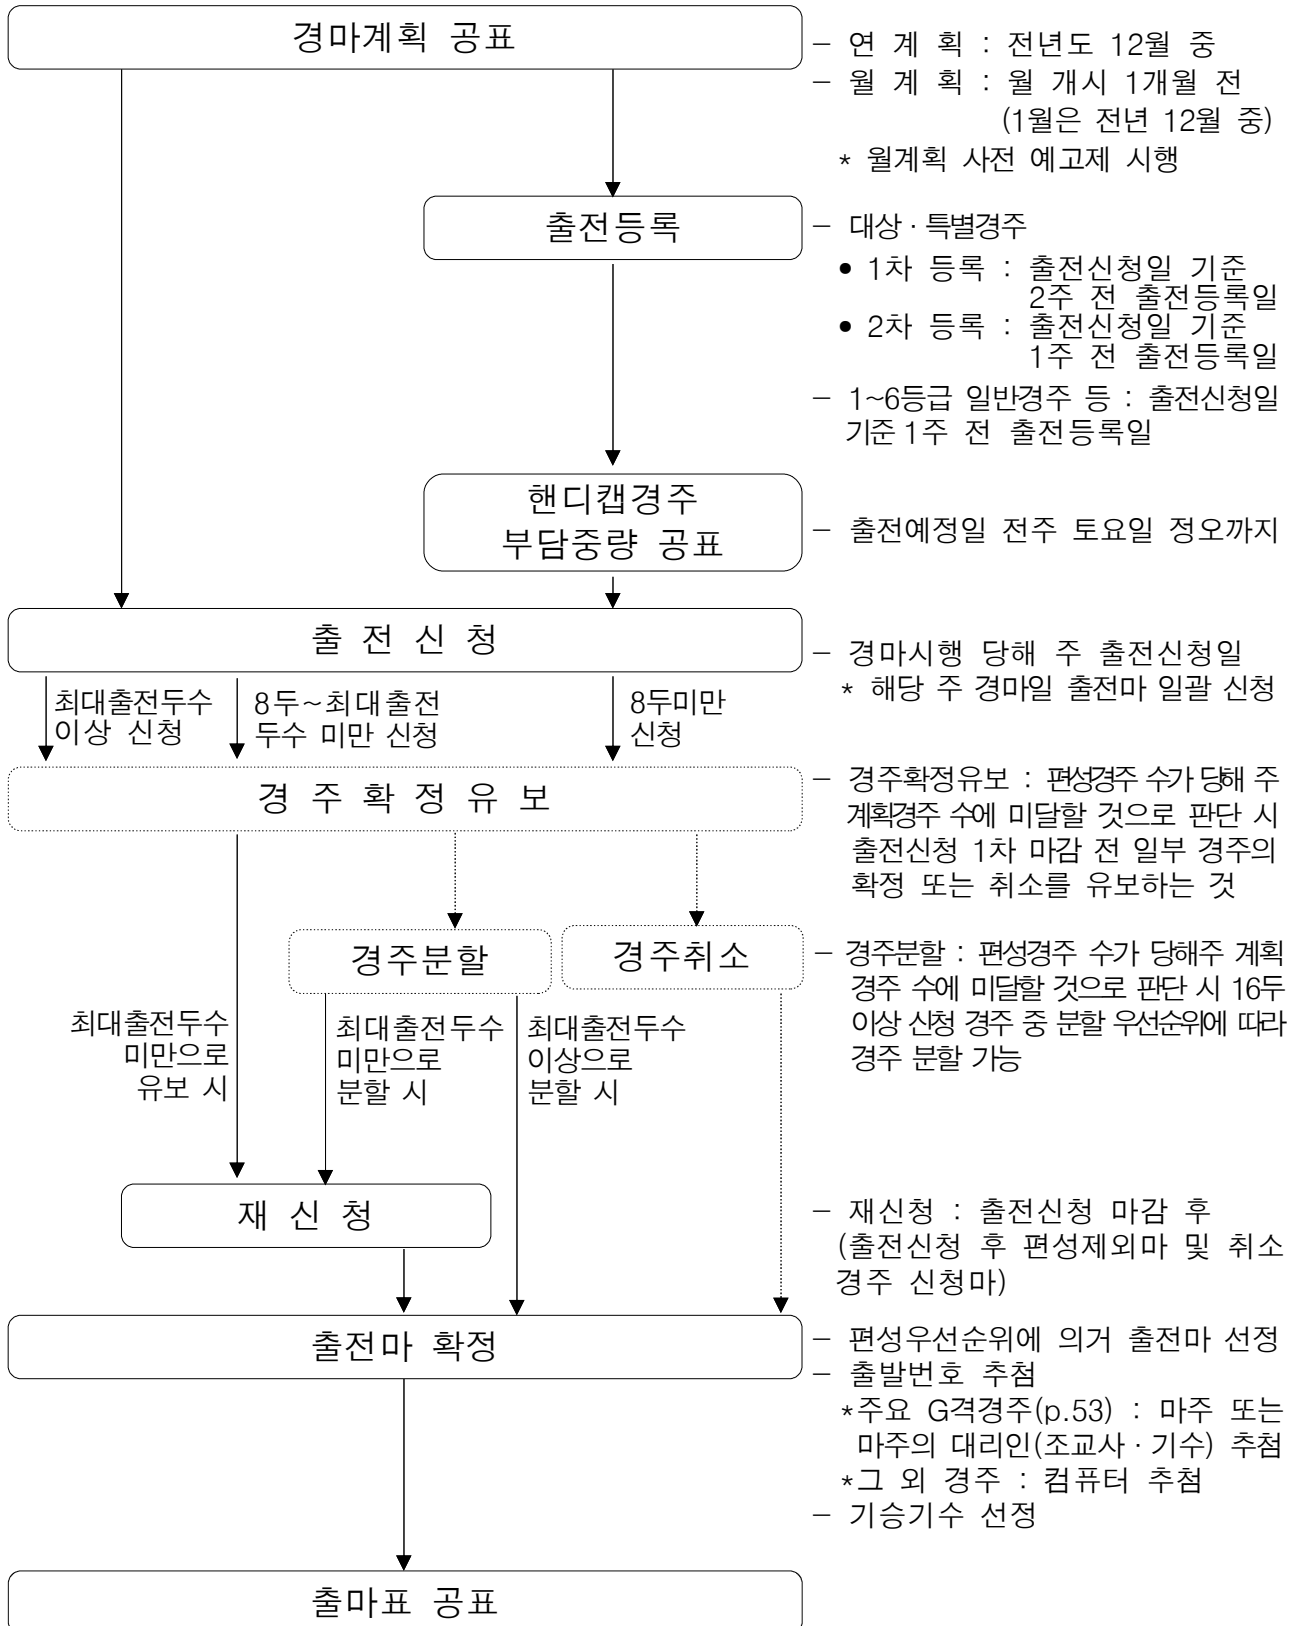 경마계획 공표
– 연 계 획 : 전년도 12월 중
– 월 계 획 : 월 개시 1개월 전
(1월은 전년 12월 중)
* 월계획 사전 예고제 시행
출전등록
– 대상·특별경주
● 1차 등록 : 출전신청일 기준
2주 전 출전등록일
● 2차 등록 : 출전신청일 기준
1주 전 출전등록일
– 1~6등급 일반경주 등 : 출전신청일
기준 1주 전 출전등록일
핸디캡경주
부담중량 공표
– 출전예정일 전주 토요일 정오까지
출 전 신 청
– 경마시행 당해 주 출전신청일
* 해당 주 경마일 출전마 일괄 신청
최대출전두수
이상 신청
8두~최대출전
두수 미만 신청
8두미만
신청
경 주 확 정 유 보
– 경주확정유보 : 편성경주 수가 당해 주
계획경주 수에 미달할 것으로 판단 시
출전신청 1차 마감 전 일부 경주의
확정 또는 취소를 유보하는 것
경주분할
경주취소
– 경주분할 : 편성경주 수가 당해주 계획
경주 수에 미달할 것으로 판단 시 16두
이상 신청 경주 중 분할 우선순위에 따라
경주 분할 가능
최대출전두수
미만으로
유보 시
최대출전두수
미만으로
분할 시
최대출전두수
이상으로
분할 시
재 신 청
– 재신청 : 출전신청 마감 후
(출전신청 후 편성제외마 및 취소
경주 신청마)
출전마 확정
– 편성우선순위에 의거 출전마 선정
– 출발번호 추첨
*주요 G격경주(p.53) : 마주 또는
마주의 대리인(조교사·기수) 추첨
*그 외 경주 : 컴퓨터 추첨
– 기승기수 선정
출마표 공표